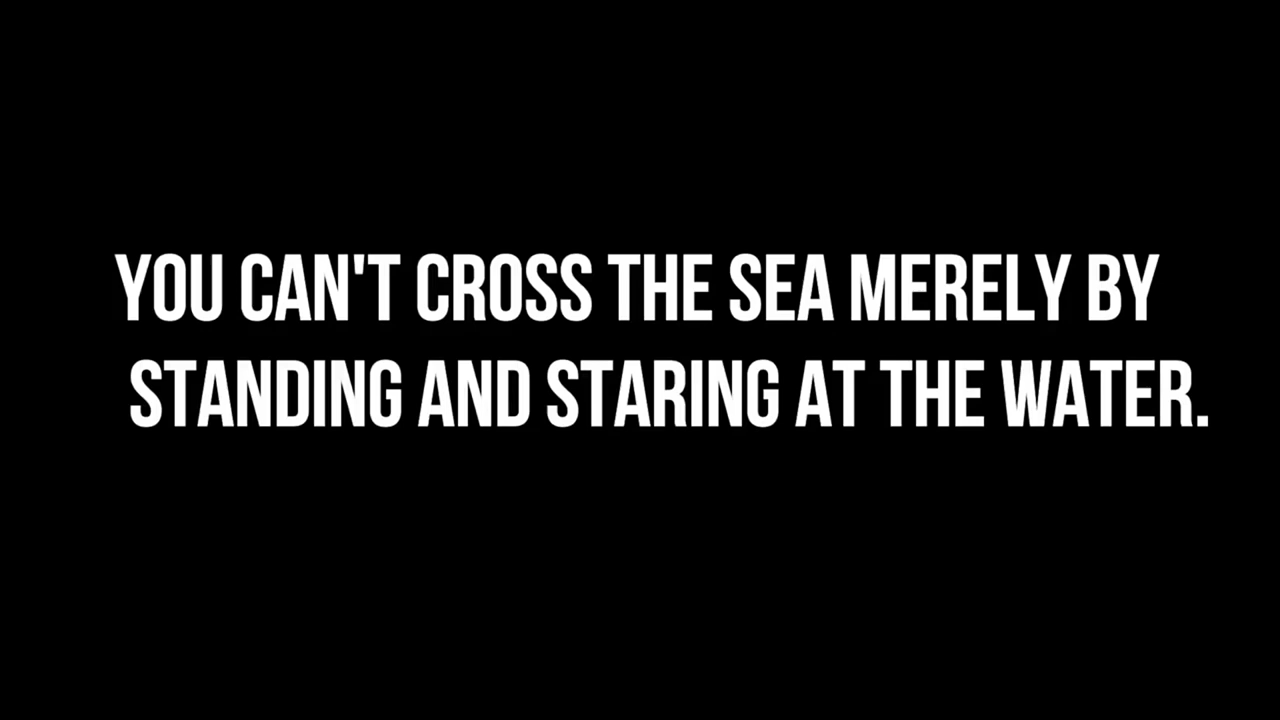 YOU CAN'T CROSS THE SEA MERELY BY
STANDING AND STARING AT THE WATER.